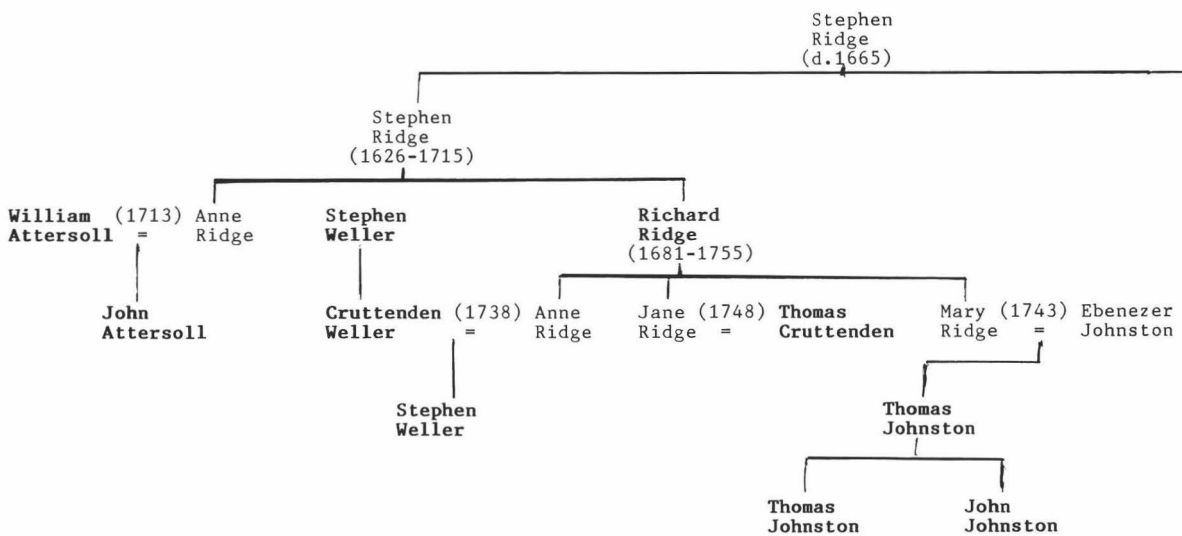 Stephen
Ridge
(d.1665)
Stephen
Ridge
(1626-1715)
William (1713) Anne
Attersoll = Ridge
Stephen
Weller
Richard
Ridge
(1681-1755)
John
Attersoll
Cruttenden (1738) Anne
Weller = Ridge
Jane (1748) Thomas
Ridge = Cruttenden
Mary (1743) Ebenezer
Ridge = Johnston
Stephen
Weller
Thomas
Johnston
Thomas
Johnston
John
Johnston